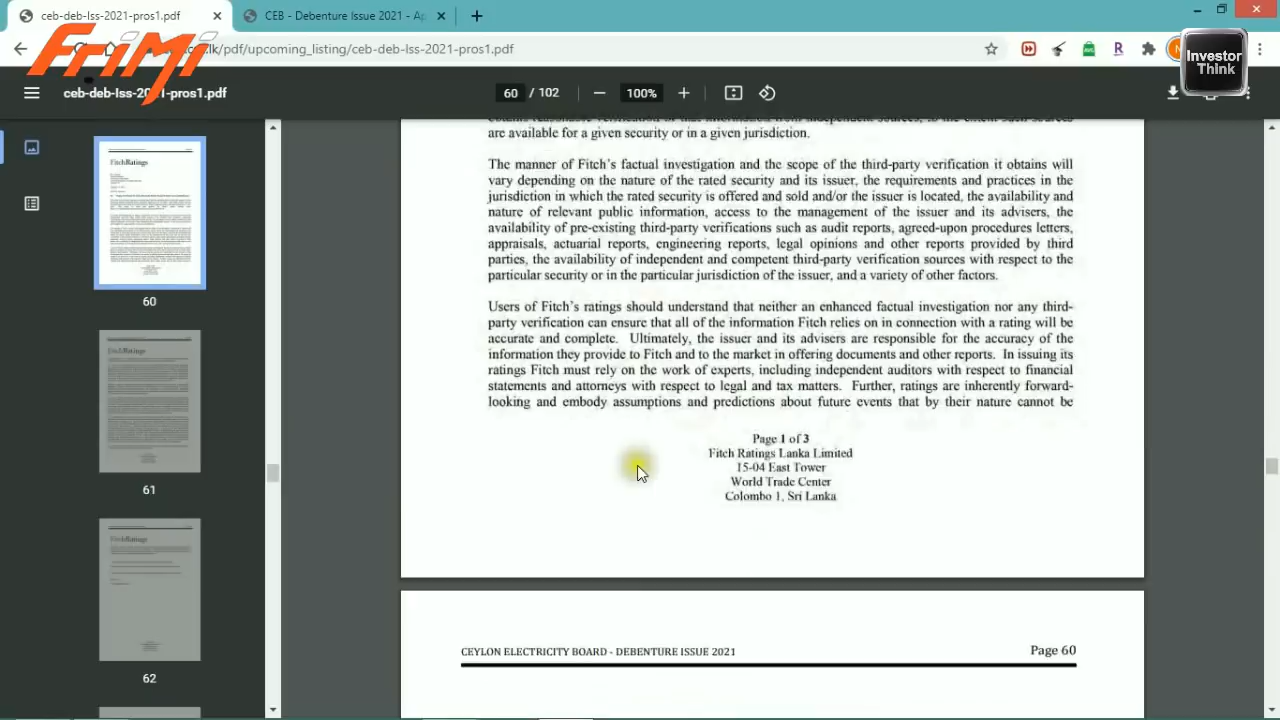 ceb-deb-lss-2021-pros1.pdf
CEB - Debenture Issue 2021 - Ap
.lk/pdf/upcoming_listing/ceb-deb-lss-2021-pros1.pdf
FriMi
Investor
Think
ceb-deb-lss-2021-pros1.pdf
60 / 102
100%
FitchRatings
60
FitchRatings
61
FitchRatings
62
are available for a given security or in a given jurisdiction.
The manner of Fitch's factual investigation and the scope of the third-party verification it obtains will
vary depending on the nature of the rated security and its issuer, the requirements and practices in the
jurisdiction in which the rated security is offered and sold and/or the issuer is located, the availability and
nature of relevant public information, access to the management of the issuer and its advisers, the
availability of pre-existing third-party verifications such as audit reports, agreed-upon procedures letters,
appraisals, actuarial reports, engineering reports, legal opinions and other reports provided by third
parties, the availability of independent and competent third-party verification sources with respect to the
particular security or in the particular jurisdiction of the issuer, and a variety of other factors.
Users of Fitch's ratings should understand that neither an enhanced factual investigation nor any third-
party verification can ensure that all of the information Fitch relies on in connection with a rating will be
accurate and complete. Ultimately, the issuer and its advisers are responsible for the accuracy of the
information they provide to Fitch and to the market in offering documents and other reports. In issuing its
ratings Fitch must rely on the work of experts, including independent auditors with respect to financial
statements and attorneys with respect to legal and tax matters. Further, ratings are inherently forward-
looking and embody assumptions and predictions about future events that by their nature cannot be
Page 1 of 3
Fitch Ratings Lanka Limited
15-04 East Tower
World Trade Center
Colombo 1, Sri Lanka
CEYLON ELECTRICITY BOARD - DEBENTURE ISSUE 2021
Page 60